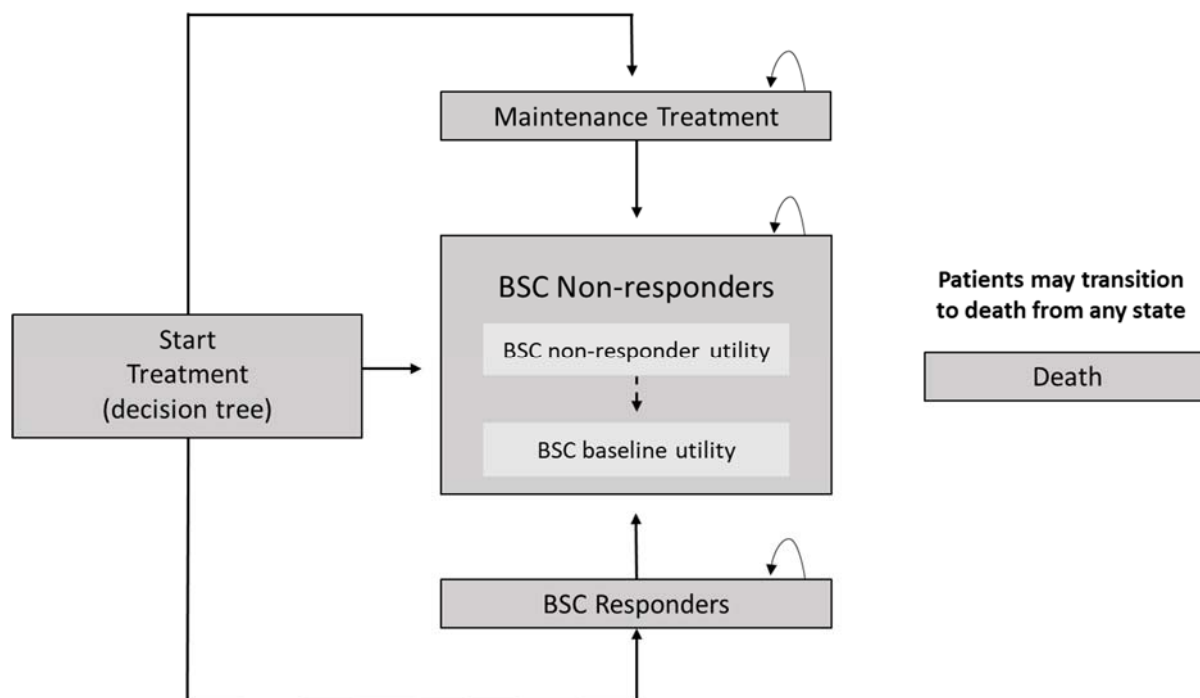 Maintenance Treatment
BSC Non-responders
BSC non-responder utility
BSC baseline utility
Start
Treatment
(decision tree)
Patients may transition
to death from any state
Death
BSC Responders